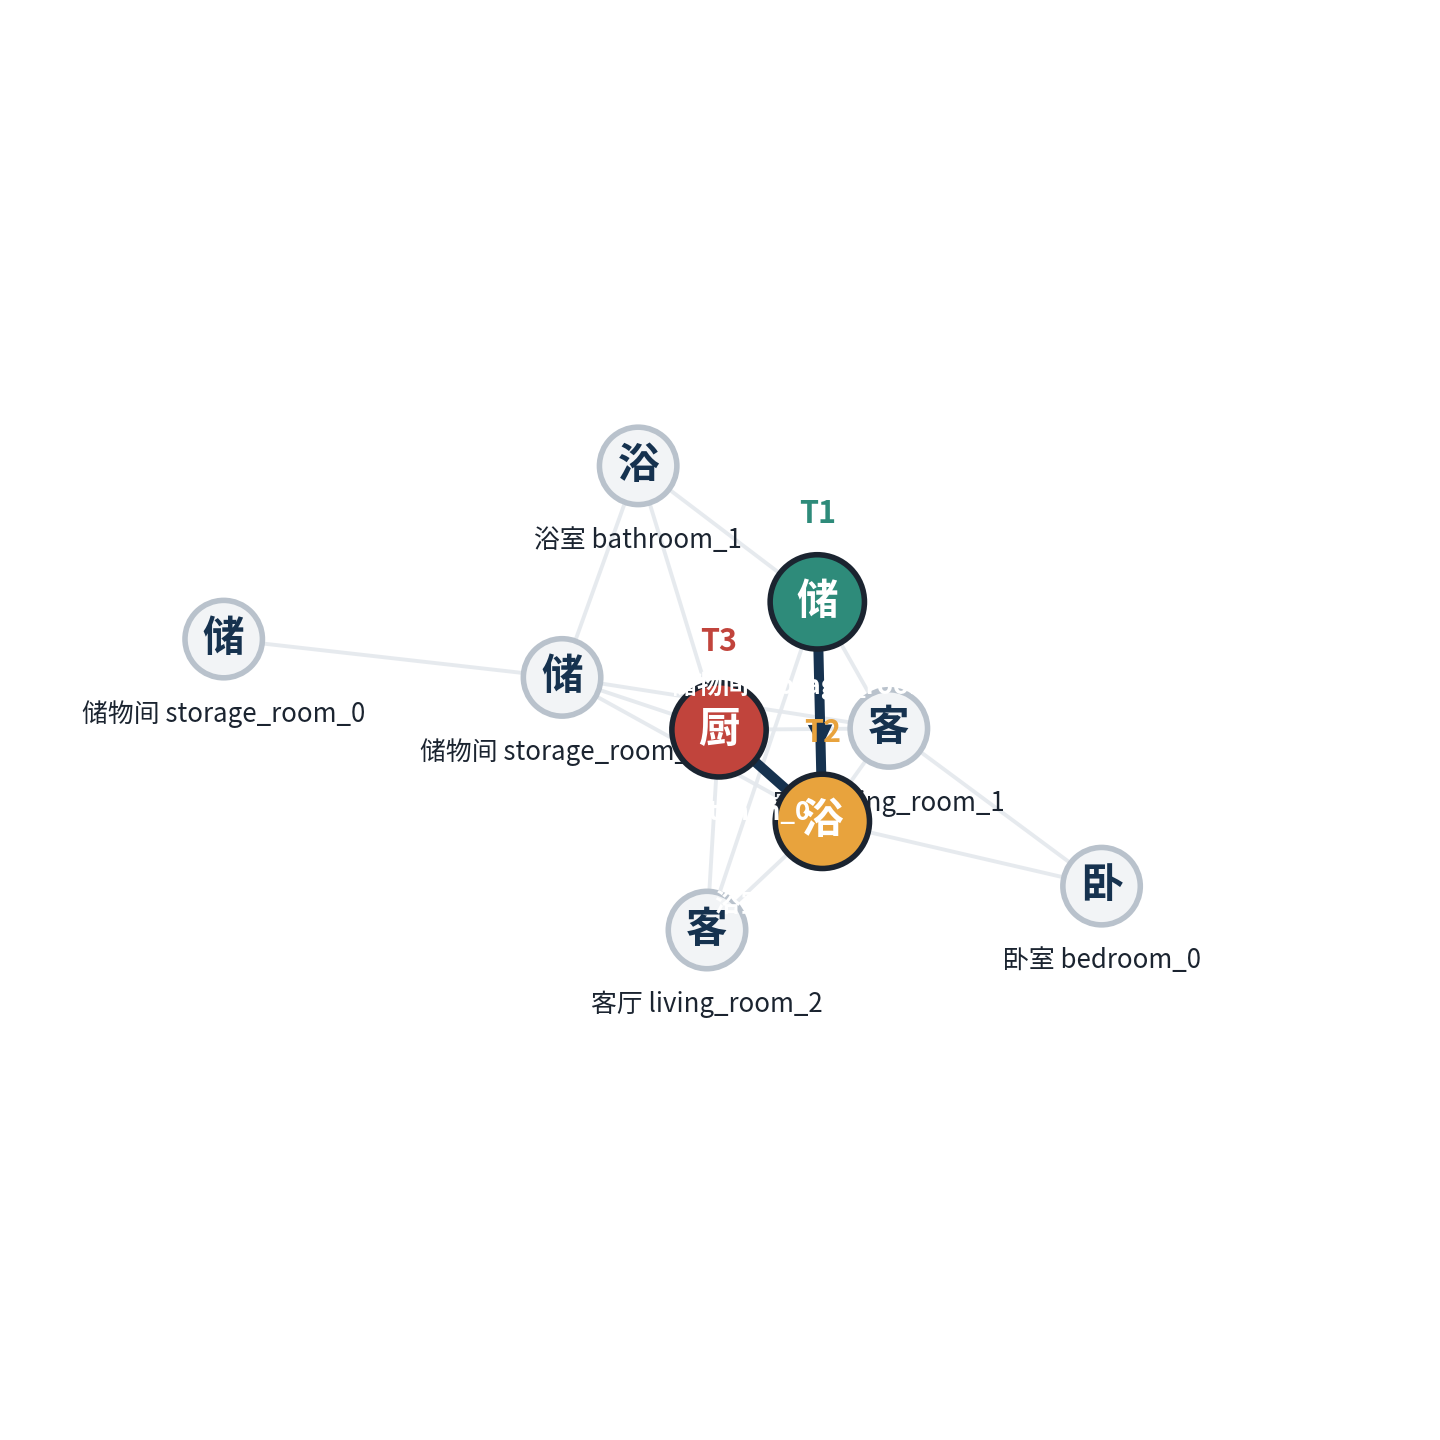 浴
浴室 bathroom_1
T1
储
储
储物间 storage_room_0
T3
储
储物间 storage_room_
厨
T2
客
ng_room_1
浴
卧
卧室 bedroom_0
客
客厅 living_room_2